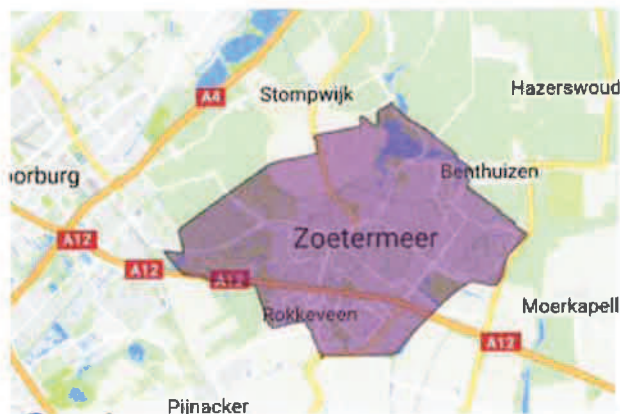 A4
Stompwijk
Hazerswoud
orburg
Benthuizen
A12
Zoetermeer
A12
A12
Rokkeveen
Moerkapell
A12
Pijnacker